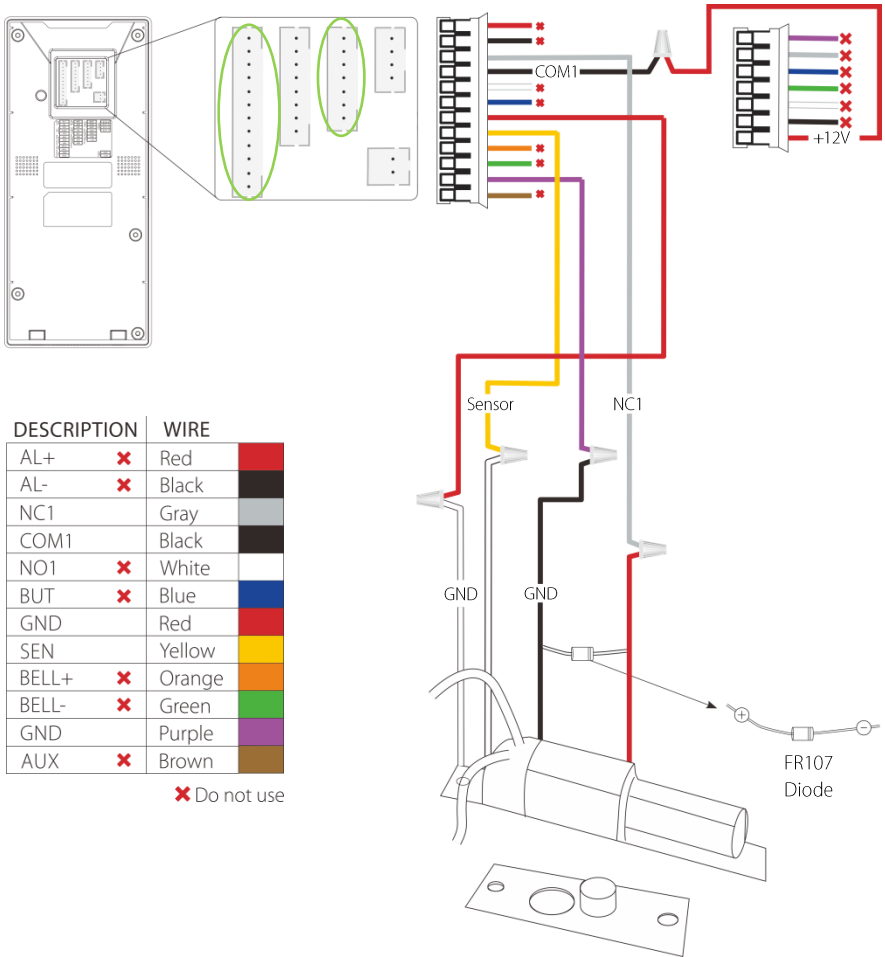 COM1
+12V
Sensor
NC1
DESCRIPTION WIRE
AL+ Red
AL- Black
NC1 Gray
COM1 Black
NO1 White
BUT Blue
GND Red
SEN Yellow
BELL+ Orange
BELL- Green
GND Purple
AUX Brown
Do not use
GND GND
FR107
Diode